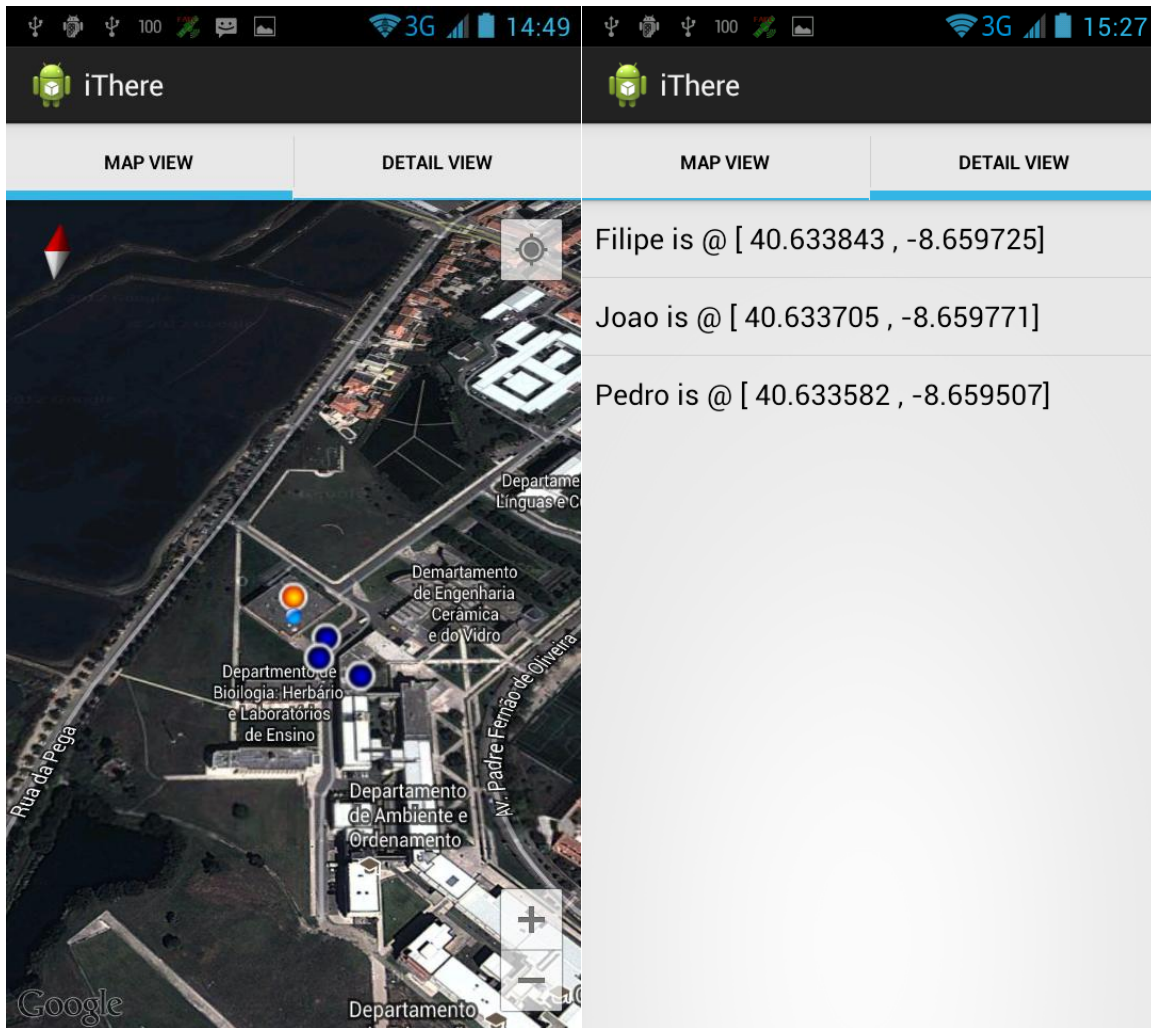 100
3G
14:49
iThere
MAP VIEW
DETAIL VIEW
Departame
Línguas e C
Demartamento
de Engenharia
Cerâmica
e do Vidro
Departmento de
Bioilogia: Herbário
e Laboratórios
de Ensino
Rua da Pega
Av. Padre Fernão de Oliveira
Departamento
de Ambiente e
Ordenamento
+
−
Google
Departamento
100
3G
15:27
iThere
MAP VIEW
DETAIL VIEW
Filipe is @ [ 40.633843 , -8.659725]
Joao is @ [ 40.633705 , -8.659771]
Pedro is @ [ 40.633582 , -8.659507]